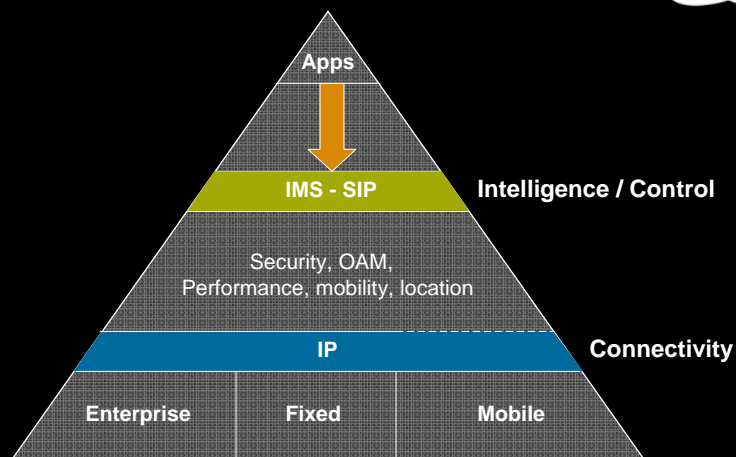 Apps
IMS - SIP
Intelligence / Control
Security, OAM,
Performance, mobility, location
IP
Connectivity
Enterprise
Fixed
Mobile